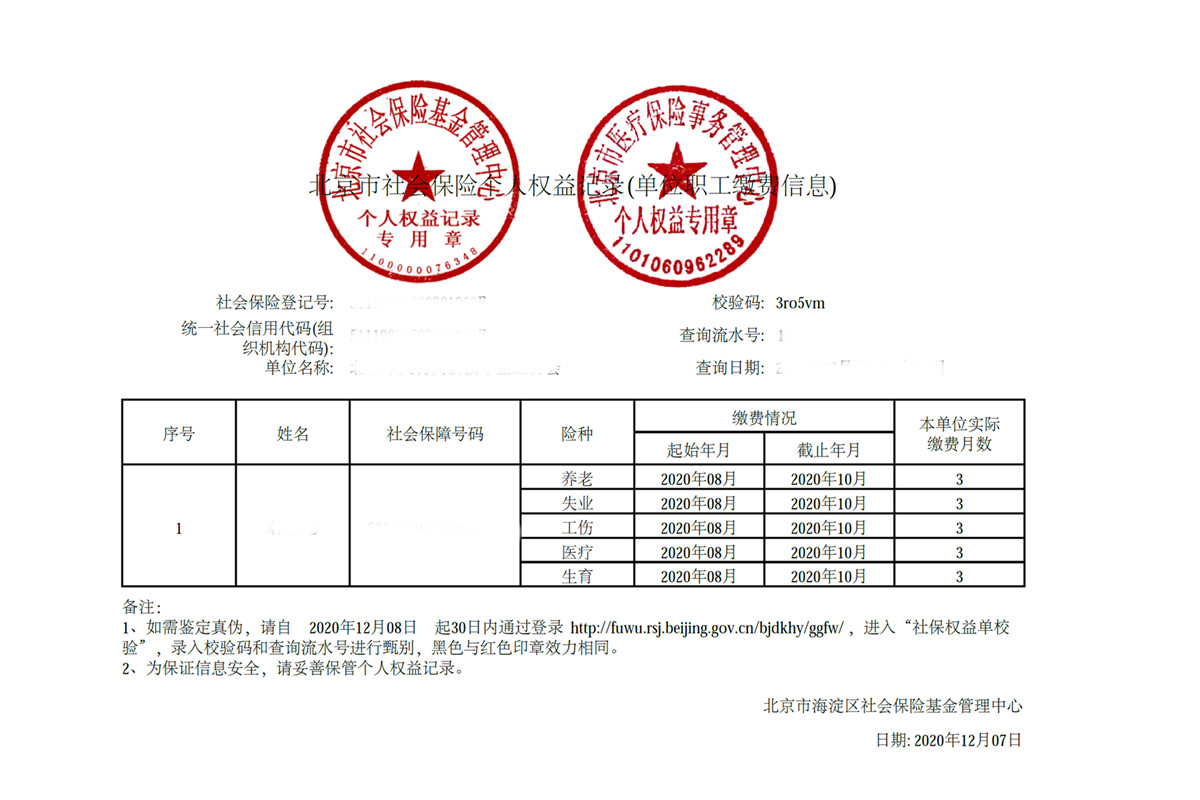 北京市社会保险基金管理中心
个人权益记录
专用章
1100000076348
北京市医疗保险事务管理中心
个人权益专用章
1101060962289
北京市社会保险个人权益记录(单位职工缴费信息)
社会保险登记号:
校验码: 3ro5vm
统一社会信用代码(组
织机构代码):
查询流水号:
单位名称:
查询日期:
序号 姓名 社会保障号码 险种 缴费情况 本单位实际
缴费月数
起始年月 截止年月
1
养老 2020年08月 2020年10月 3
失业 2020年08月 2020年10月 3
工伤 2020年08月 2020年10月 3
医疗 2020年08月 2020年10月 3
生育 2020年08月 2020年10月 3
备注:
1、如需鉴定真伪，请自 2020年12月08日 起30日内通过登录 http://fuwu.rsj.beijing.gov.cn/bjdkhy/ggfw/，进入“社保权益单校
验”，录入校验码和查询流水号进行甄别，黑色与红色印章效力相同。
2、为保证信息安全，请妥善保管个人权益记录。
北京市海淀区社会保险基金管理中心
日期: 2020年12月07日